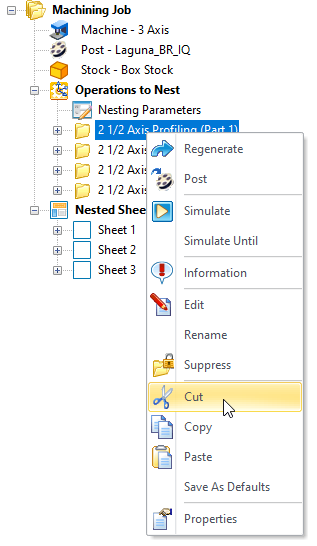 Machining Job
Machine - 3 Axis
Post - Laguna_BR_IQ
Stock - Box Stock
Operations to Nest
Nesting Parameters
2 1/2 Axis Profiling (Part 1)
2 1/2 Axis
2 1/2 Axis
2 1/2 Axis
Nested Shee
Sheet 1
Sheet 2
Sheet 3
Regenerate
Post
Simulate
Simulate Until
Information
Edit
Rename
Suppress
Cut
Copy
Paste
Save As Defaults
Properties